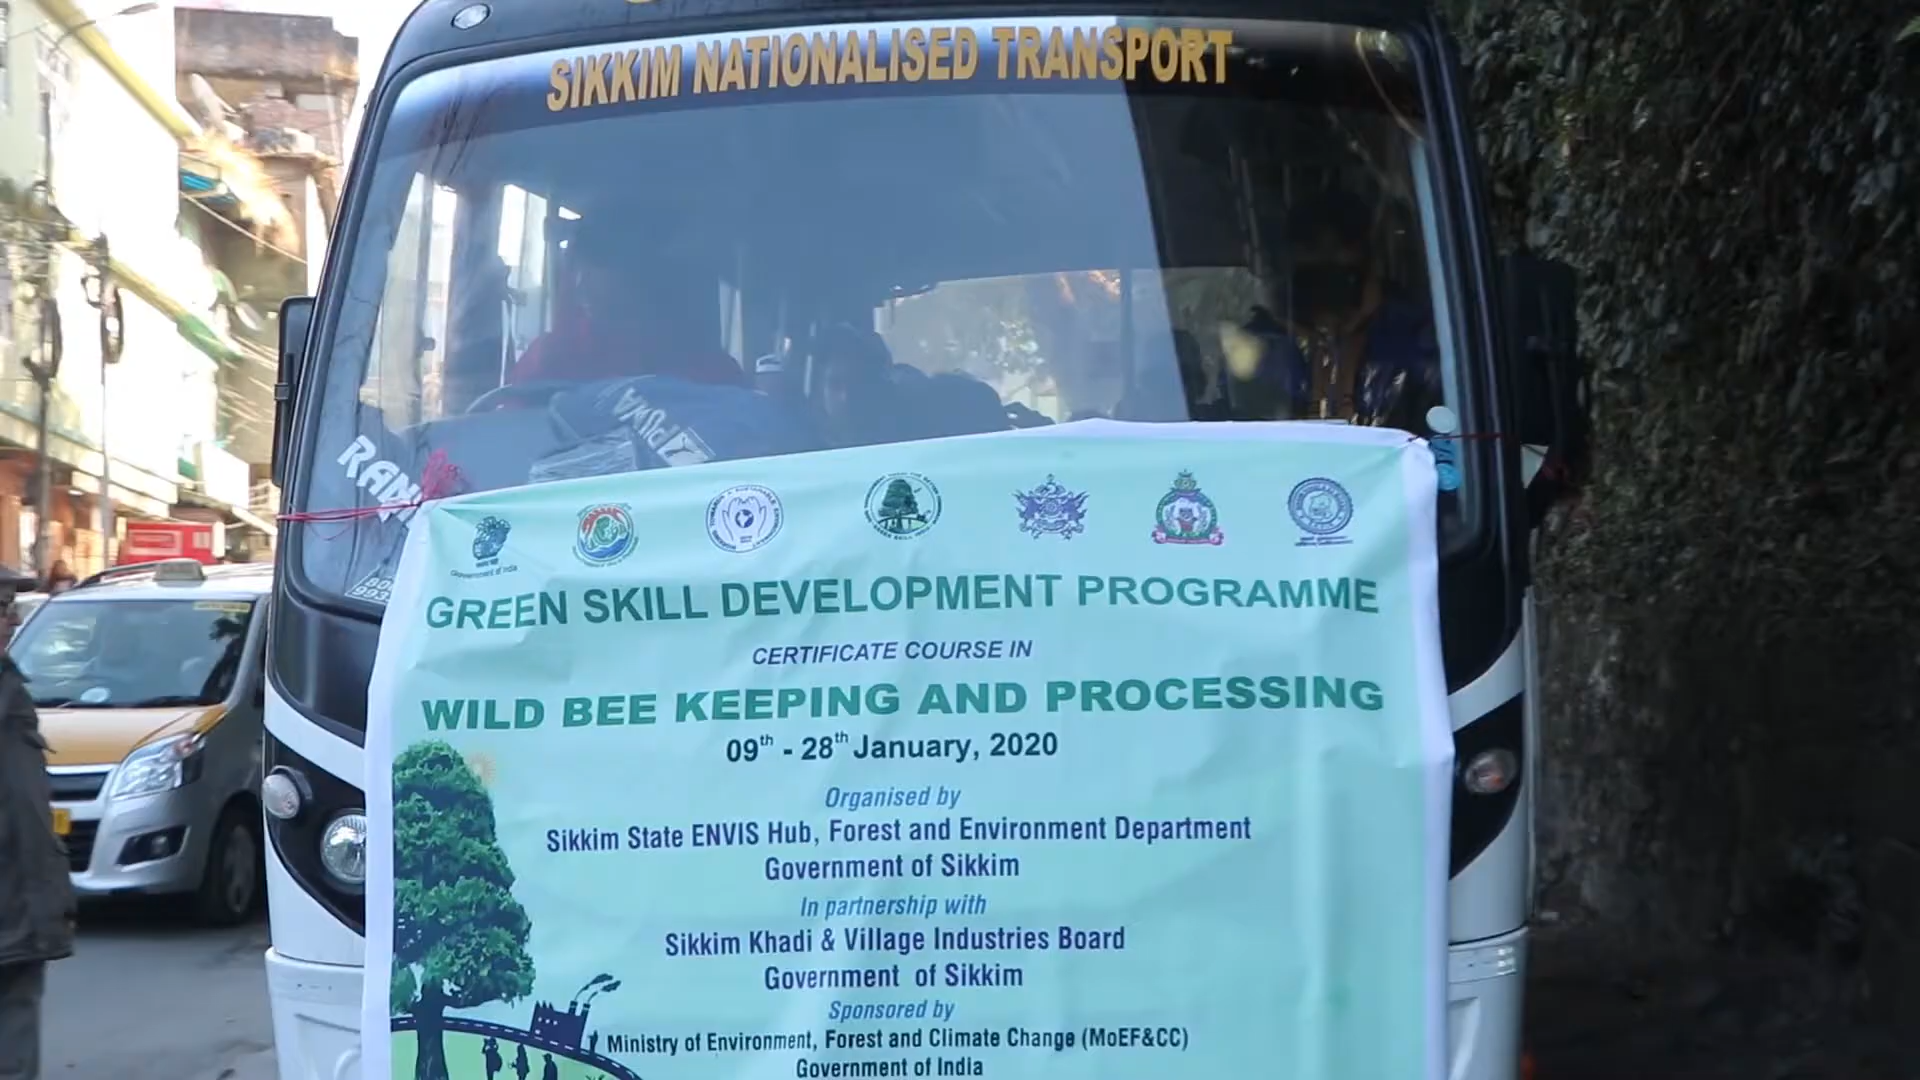 SIKKIM NATIONALISED TRANSPORT
Government of India
GREEN SKILL DEVELOPMENT PROGRAMME
CERTIFICATE COURSE IN
WILD BEE KEEPING AND PROCESSING
09th - 28th January, 2020
Organised by
Sikkim State ENVIS Hub, Forest and Environment Department
Government of Sikkim
In partnership with
Sikkim Khadi & Village Industries Board
Government of Sikkim
Sponsored by
Ministry of Environment, Forest and Climate Change (MoEF&CC)
Government of India